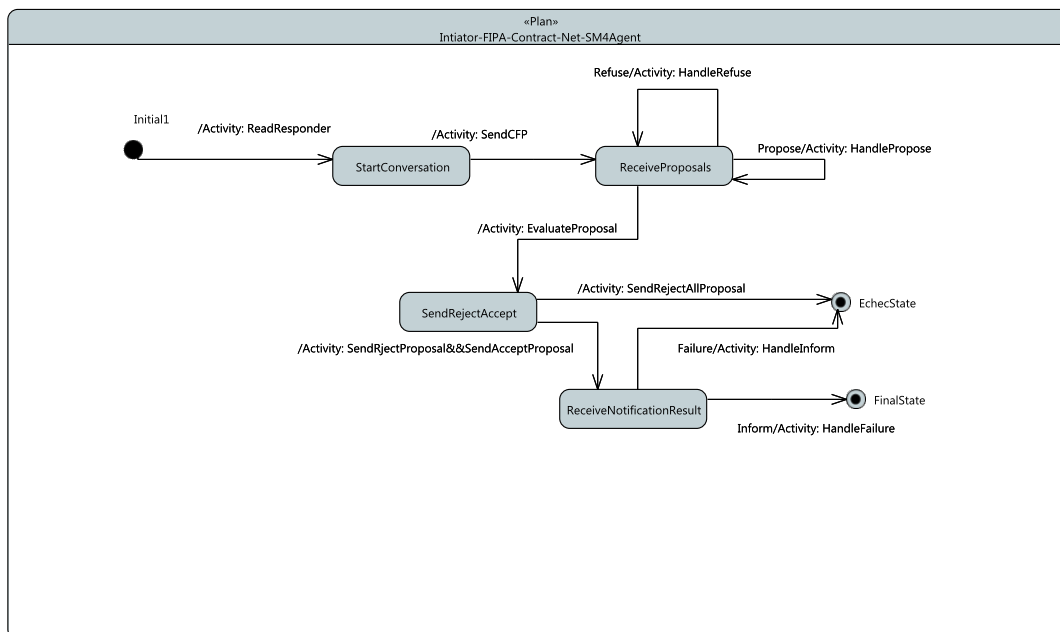 «Plan»
Intiator-FIPA-Contract-Net-SM4Agent
Refuse/Activity: HandleRefuse
Initial1
/Activity: ReadResponder
/Activity: SendCFP
Propose/Activity: HandlePropose
StartConversation
ReceiveProposals
/Activity: EvaluateProposal
/Activity: SendRejectAllProposal
EchecState
SendRejectAccept
/Activity: SendRjectProposal&&SendAcceptProposal
Failure/Activity: HandleInform
ReceiveNotificationResult
FinalState
Inform/Activity: HandleFailure